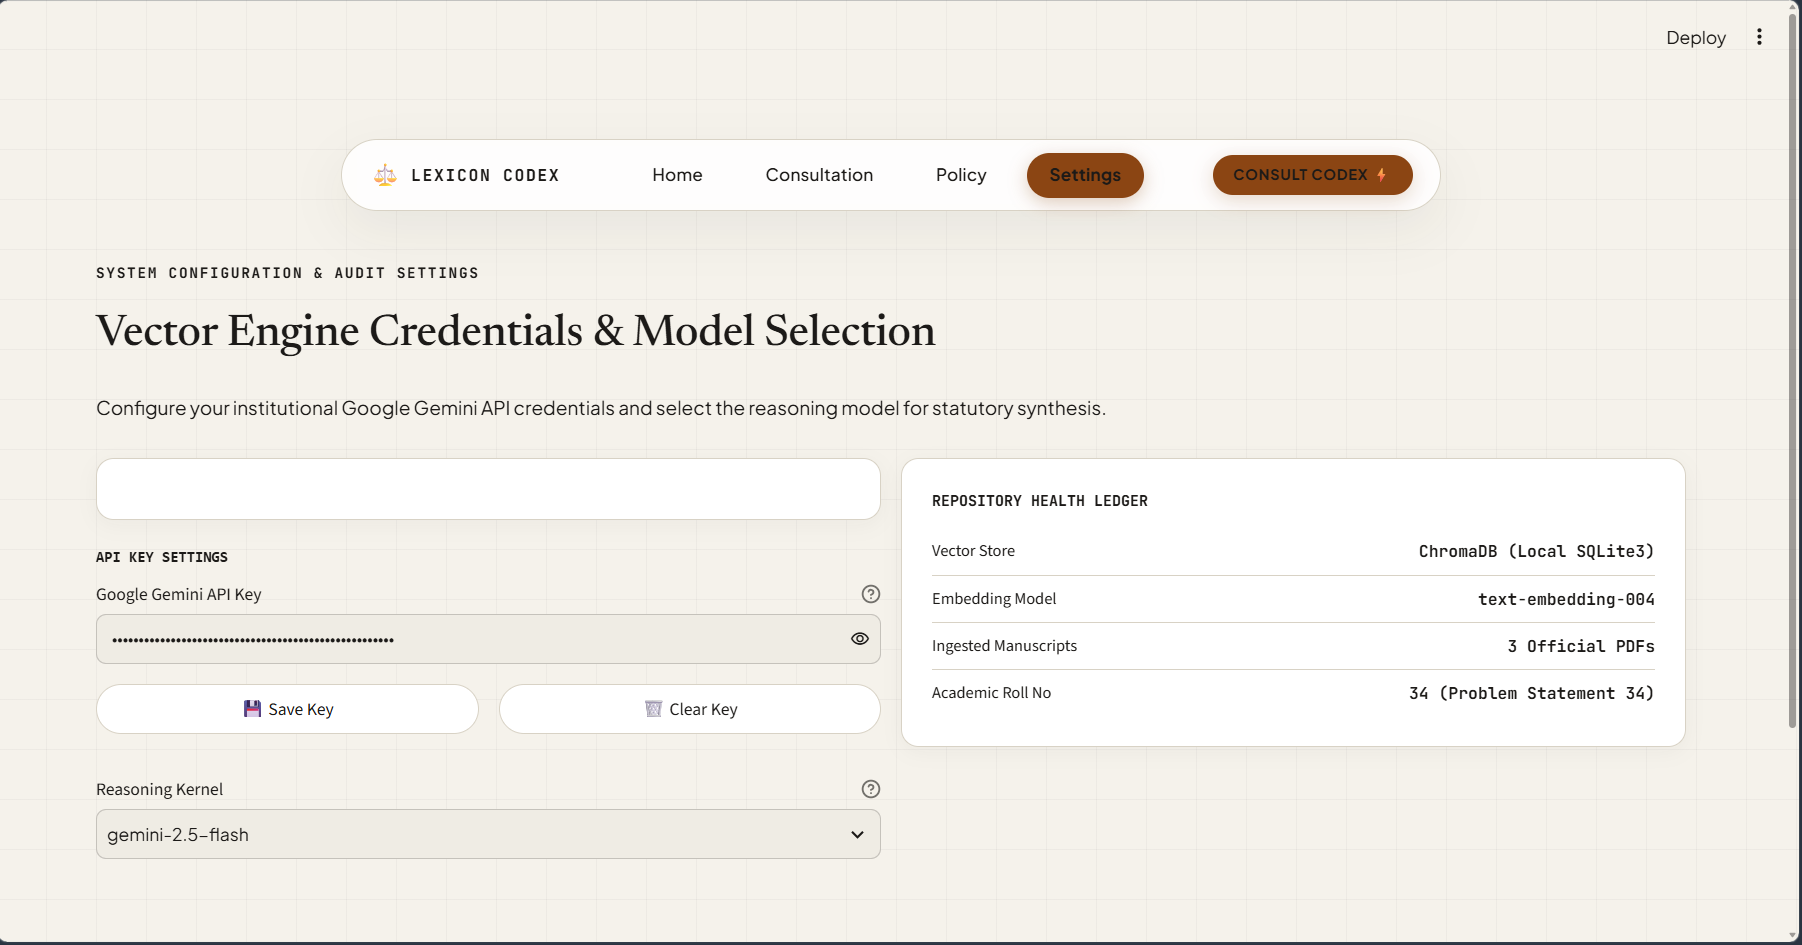 Deploy
LEXICON CODEX
Home
Consultation
Policy
Settings
CONSULT CODEX
SYSTEM CONFIGURATION & AUDIT SETTINGS
Vector Engine Credentials & Model Selection
Configure your institutional Google Gemini API credentials and select the reasoning model for statutory synthesis.
API KEY SETTINGS
Google Gemini API Key
Save Key
Clear Key
Reasoning Kernel
gemini-2.5-flash
REPOSITORY HEALTH LEDGER
Vector Store ChromaDB (Local SQLite3)
Embedding Model text-embedding-004
Ingested Manuscripts 3 Official PDFs
Academic Roll No 34 (Problem Statement 34)